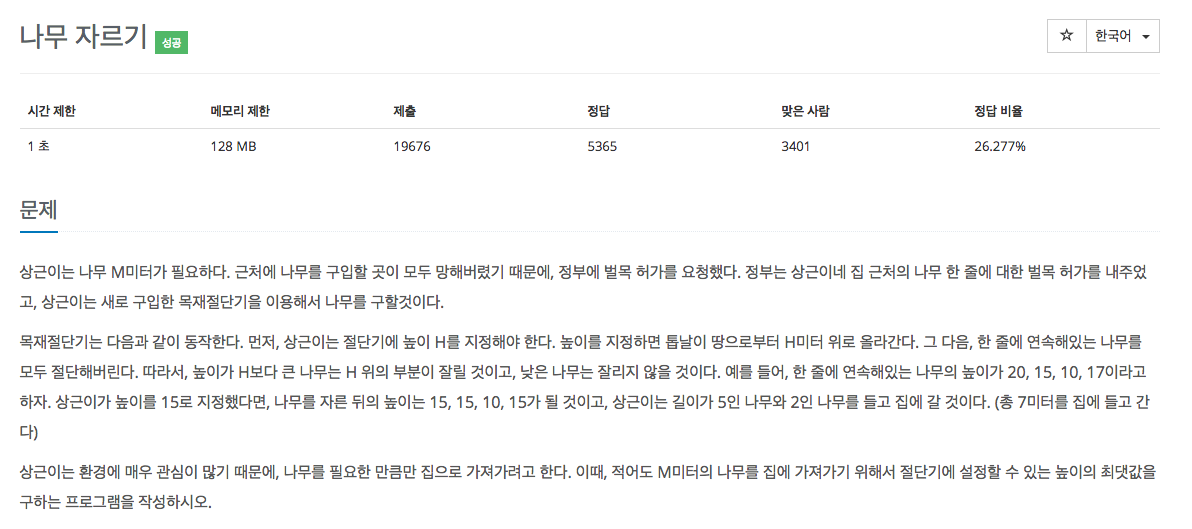 나무 자르기 성공
☆ 한국어
시간 제한 메모리 제한 제출 정답 맞은 사람 정답 비율
1 초 128 MB 19676 5365 3401 26.277%
문제
상근이는 나무 M미터가 필요하다. 근처에 나무를 구입할 곳이 모두 망해버렸기 때문에, 정부에 벌목 허가를 요청했다. 정부는 상근이네 집 근처의 나무 한 줄에 대한 벌목 허가를 내주었
고, 상근이는 새로 구입한 목재절단기을 이용해서 나무를 구할것이다.
목재절단기는 다음과 같이 동작한다. 먼저, 상근이는 절단기에 높이 H를 지정해야 한다. 높이를 지정하면 톱날이 땅으로부터 H미터 위로 올라간다. 그 다음, 한 줄에 연속해있는 나무를
모두 절단해버린다. 따라서, 높이가 H보다 큰 나무는 H 위의 부분이 잘릴 것이고, 낮은 나무는 잘리지 않을 것이다. 예를 들어, 한 줄에 연속해있는 나무의 높이가 20, 15, 10, 17이라고
하자. 상근이가 높이를 15로 지정했다면, 나무를 자른 뒤의 높이는 15, 15, 10, 15가 될 것이고, 상근이는 길이가 5인 나무와 2인 나무를 들고 집에 갈 것이다. (총 7미터를 집에 들고 간
다)
상근이는 환경에 매우 관심이 많기 때문에, 나무를 필요한 만큼만 집으로 가져가려고 한다. 이때, 적어도 M미터의 나무를 집에 가져가기 위해서 절단기에 설정할 수 있는 높이의 최댓값을
구하는 프로그램을 작성하시오.